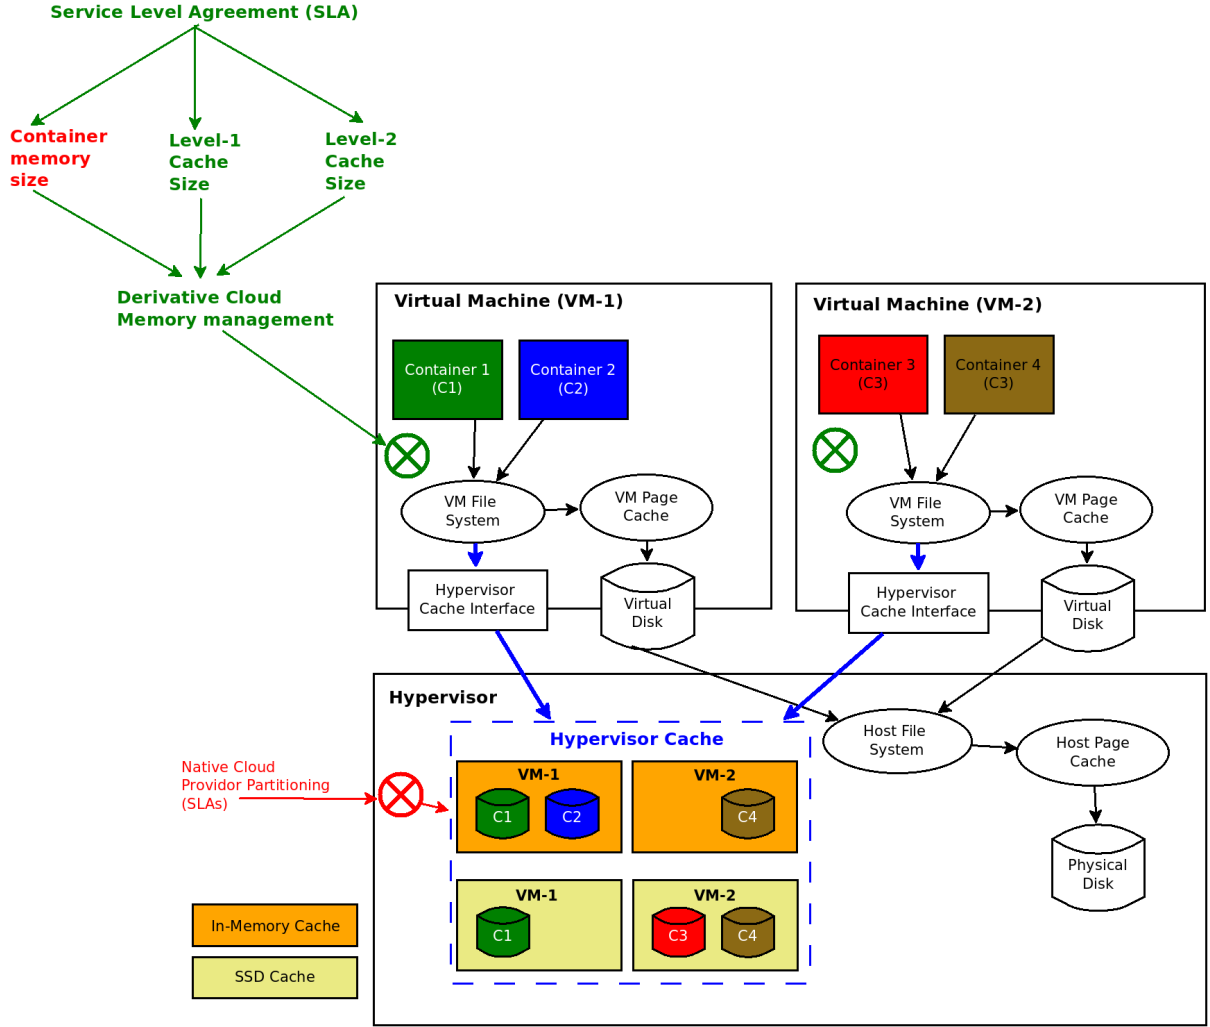 Service Level Agreement (SLA)
Container
memory
size
Level-1
Cache
Size
Level-2
Cache
Size
Derivative Cloud
Memory management
Virtual Machine (VM-1)
Container 1
(C1)
Container 2
(C2)
VM File
System
VM Page
Cache
Hypervisor
Cache Interface
Virtual
Disk
Virtual Machine (VM-2)
Container 3
(C3)
Container 4
(C3)
VM File
System
VM Page
Cache
Hypervisor
Cache Interface
Virtual
Disk
Hypervisor
Hypervisor Cache
VM-1
C1
C2
VM-2
C4
VM-1
C1
VM-2
C3
C4
Host File
System
Host Page
Cache
Physical
Disk
Native Cloud
Providor Partitioning
(SLAs)
In-Memory Cache
SSD Cache